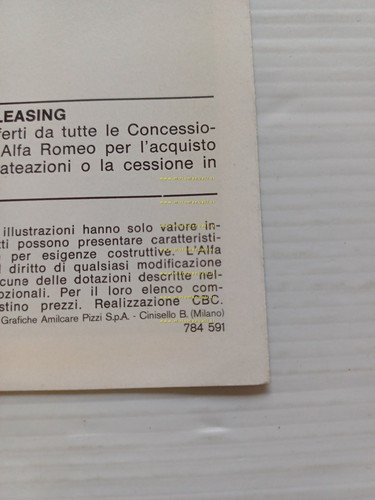 LEASING
ferti da tutte le Concessio-
Alfa Romeo per l'acquisto
ateazioni o la cessione in
illustrazioni hanno solo valore in-
tti possono presentare caratteristi-
per esigenze costruttive. L'Alfa
l diritto di qualsiasi modificazione
cune delle dotazioni descritte nel-
pzionali. Per il loro elenco com-
stino prezzi. Realizzazione CBC.
Grafiche Amilcare Pizzi S.p.A. - Cinisello B. (Milano)
784 591